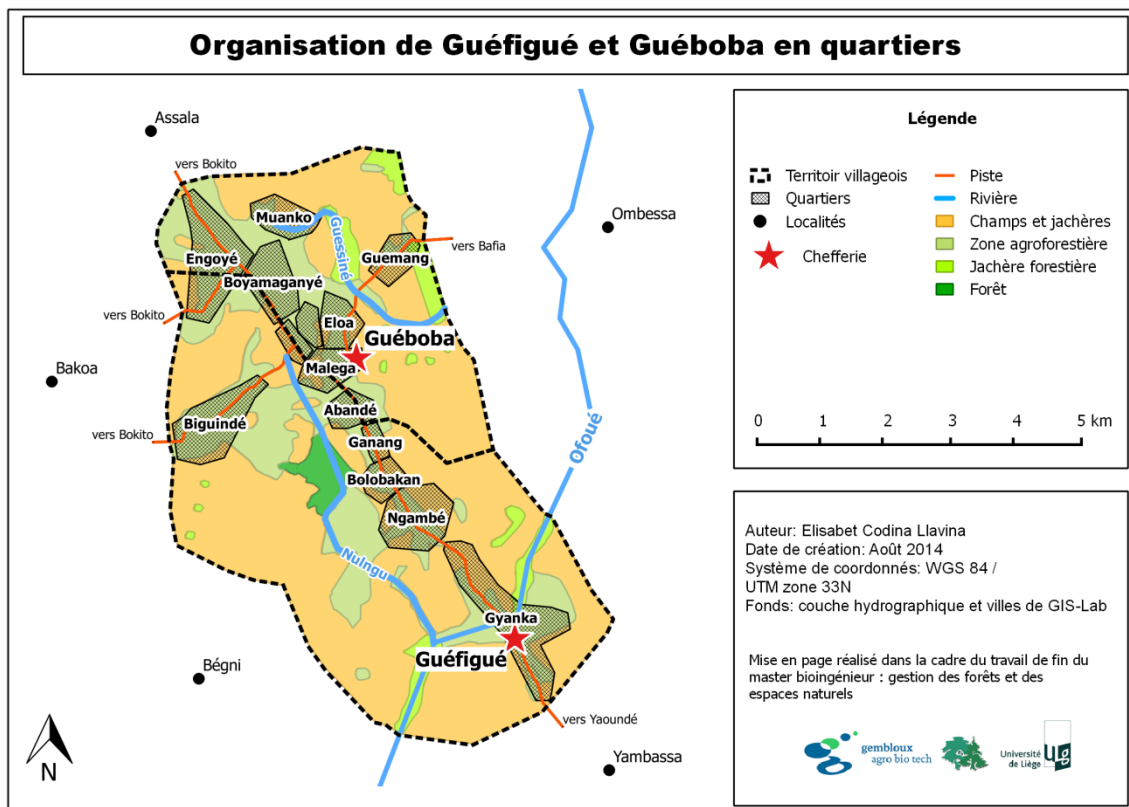 Organisation de Guéfigué et Guéboba en quartiers
Assala
vers Bokito
Muanko
Guessiné
Ombessa
vers Bafia
Guemang
Engoyé
Boyamaganyé
vers Bokito
Eloa
Guéboba
Bakoa
Malega
Abandé
Biguindé
vers Bokito
Ganang
Ofoué
Bolobakan
Ngambé
Nuingu
Gyanka
Guéfigué
Bégni
vers Yaoundé
Yambassa
N
Légende
Territoir villageois
Quartiers
Localités
Chefferie
Piste
Rivière
Champs et jachères
Zone agroforestière
Jachère forestière
Forêt
0 1 2 3 4 5 km
Auteur: Elisabet Codina Llavina
Date de création: Août 2014
Système de coordonnés: WGS 84 /
UTM zone 33N
Fonds: couche hydrographique et villes de GIS-Lab
Mise en page réalisé dans la cadre du travail de fin du
master bioingénieur : gestion des forêts et des
espaces naturels
gembloux
agro bio tech
Université
de Liège
ug